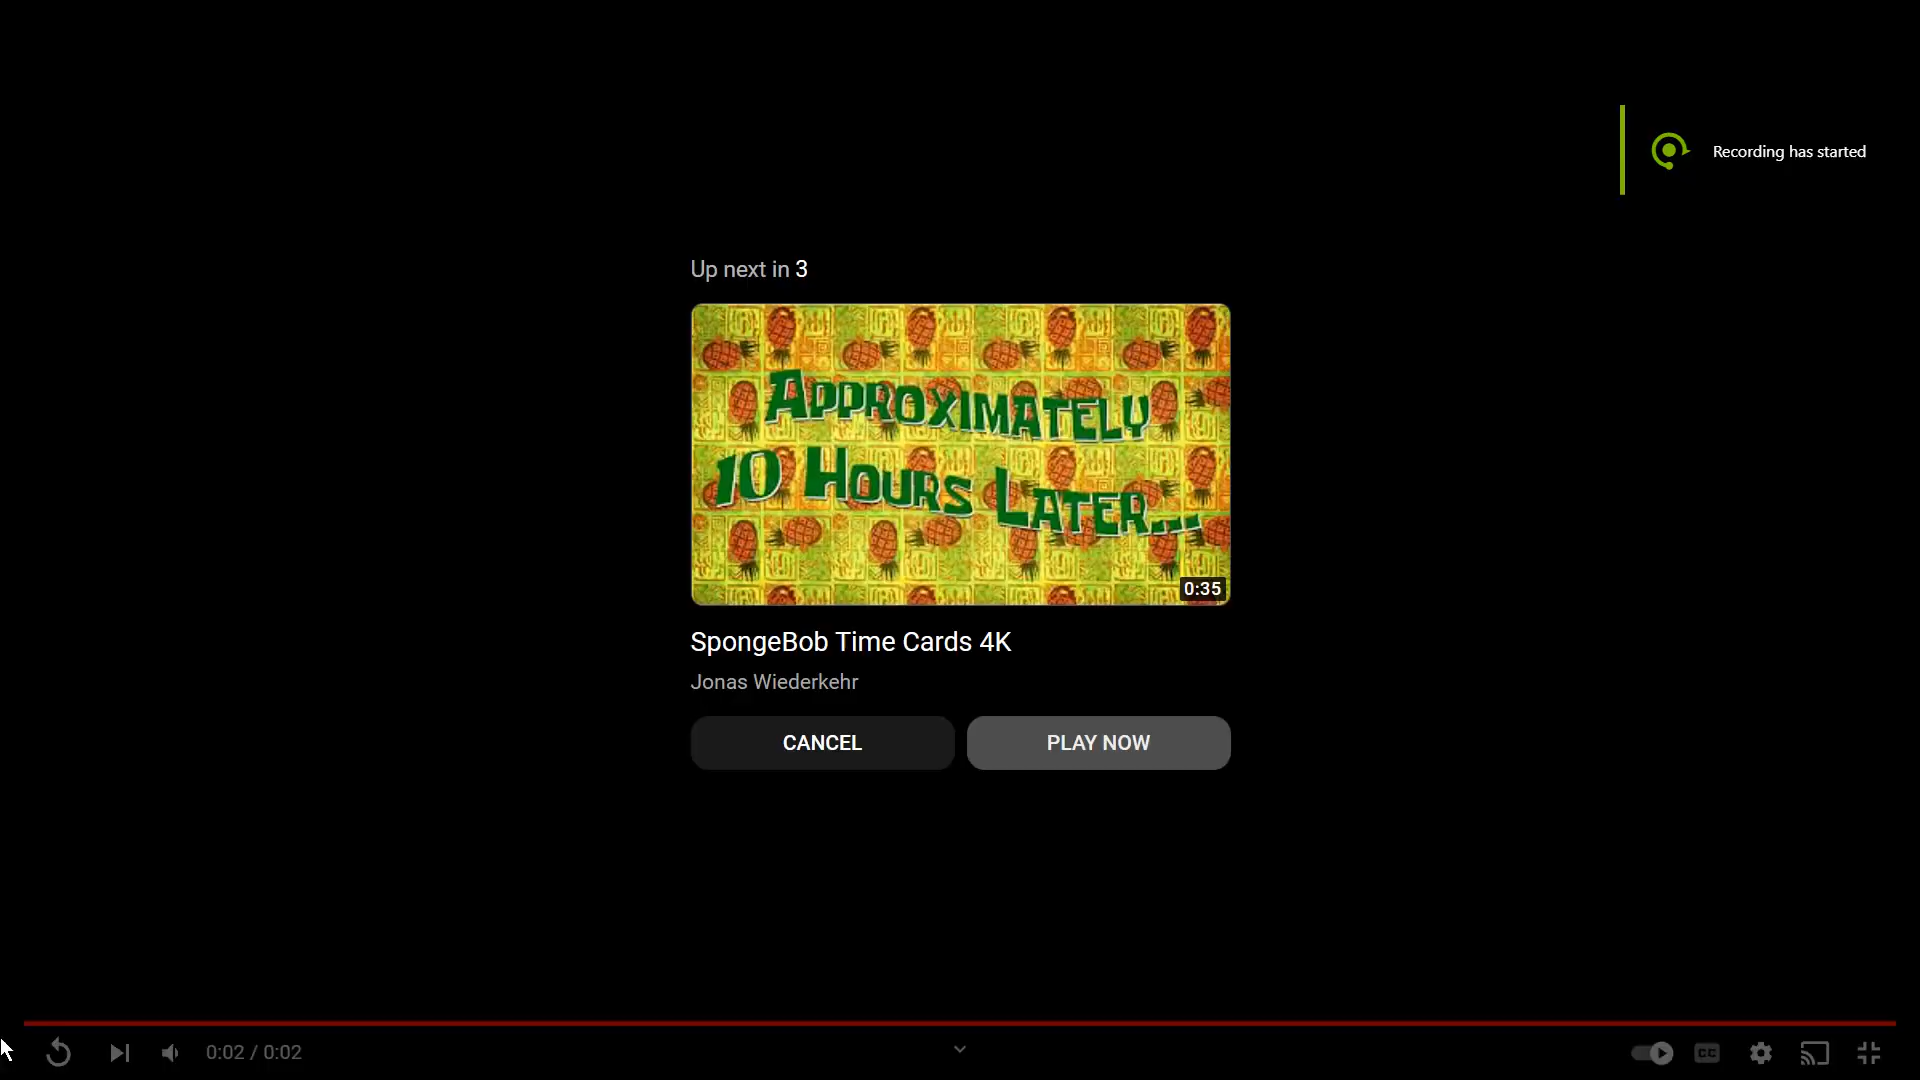 Recording has started
Up next in 3
APPROXIMATELY
10 HOURS LATER...
0:35
SpongeBob Time Cards 4K
Jonas Wiederkehr
CANCEL
PLAY NOW
0:02 / 0:02
CC